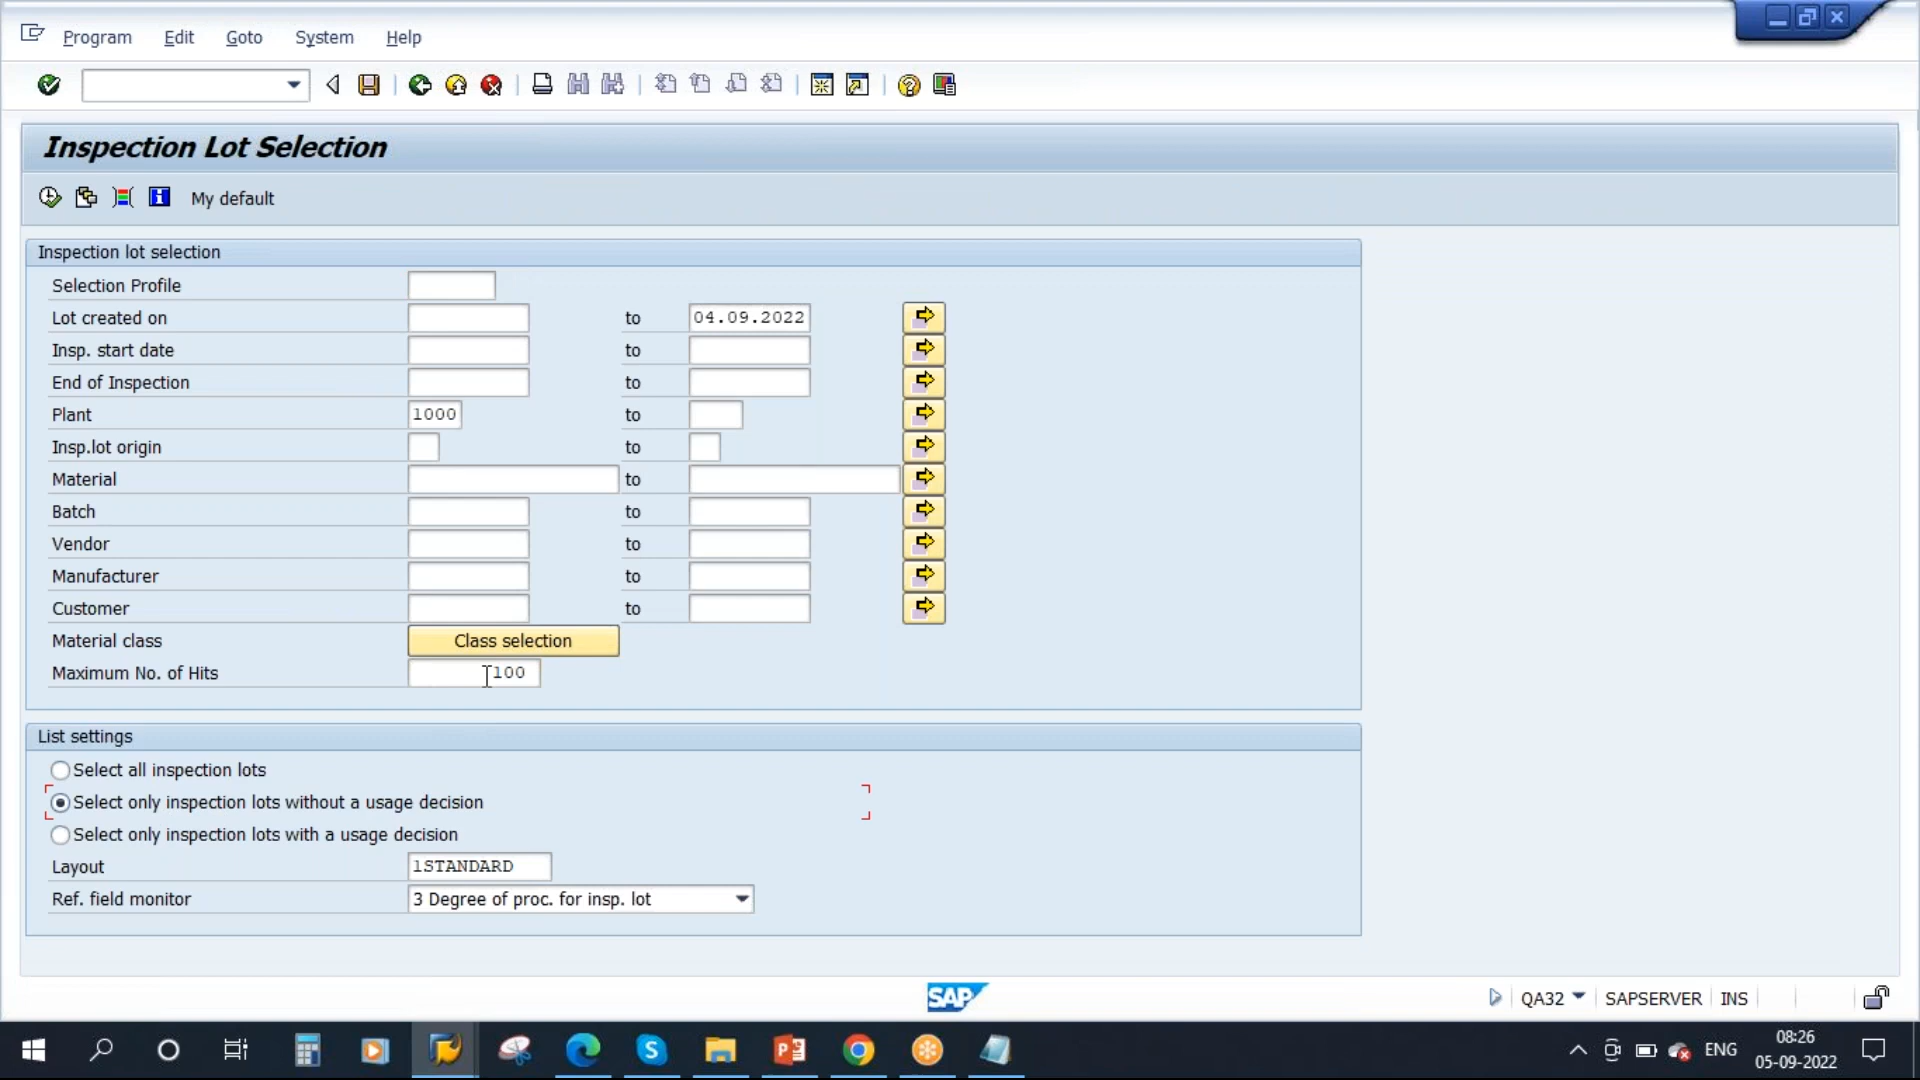 Program Edit Goto System Help
Inspection Lot Selection
My default
Inspection lot selection
Selection Profile
Lot created on to 04.09.2022
Insp. start date to
End of Inspection to
Plant 1000 to
Insp.lot origin to
Material to
Batch to
Vendor to
Manufacturer to
Customer to
Material class Class selection
Maximum No. of Hits 100
List settings
Select all inspection lots
Select only inspection lots without a usage decision
Select only inspection lots with a usage decision
Layout 1STANDARD
Ref. field monitor 3 Degree of proc. for insp. lot
SAP QA32 SAPSERVER INS
ENG 08:26
05-09-2022